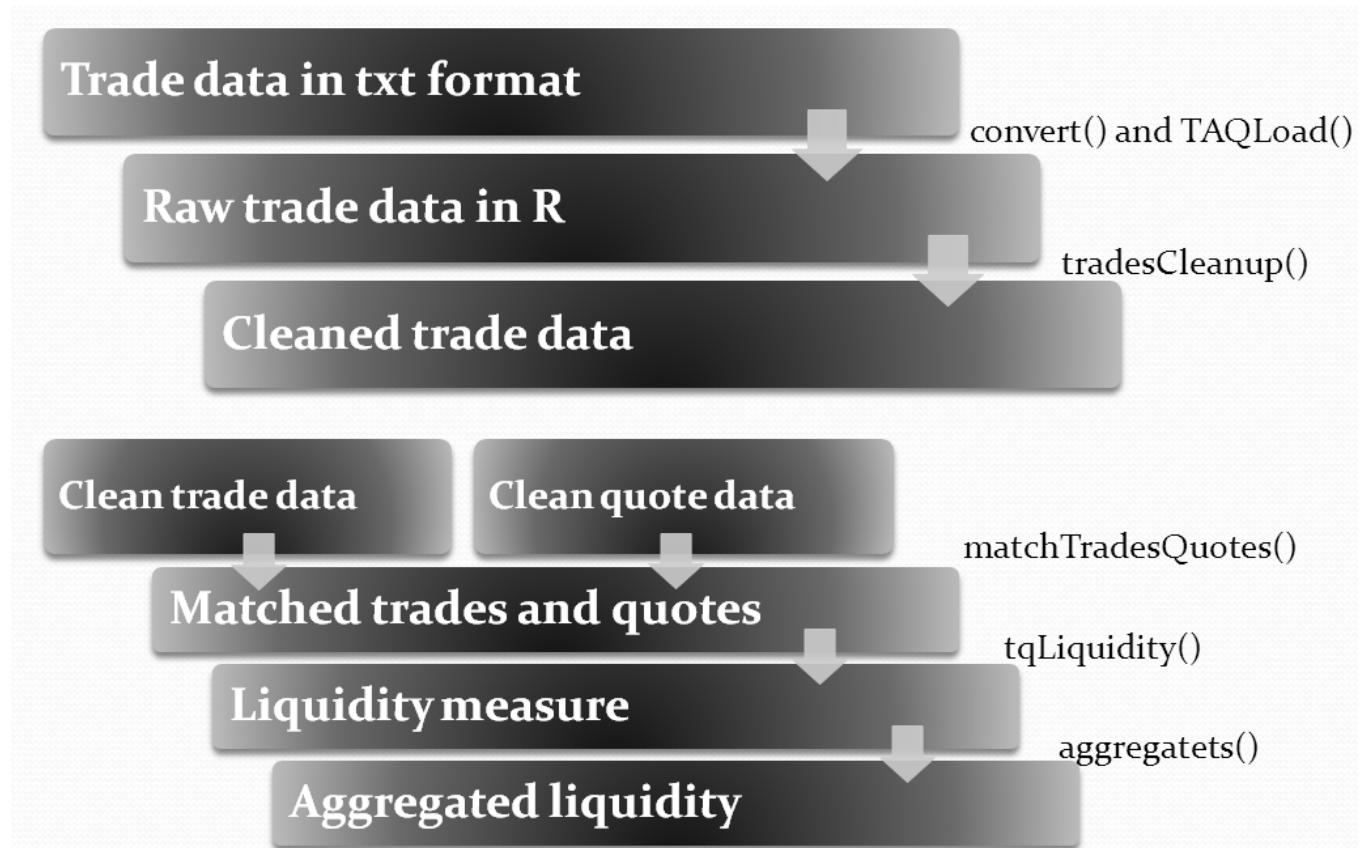 Trade data in txt format
convert() and TAQLoad()
Raw trade data in R
tradesCleanup()
Cleaned trade data
Clean trade data
Clean quote data
matchTradesQuotes()
Matched trades and quotes
tqLiquidity()
Liquidity measure
aggregatets()
Aggregated liquidity